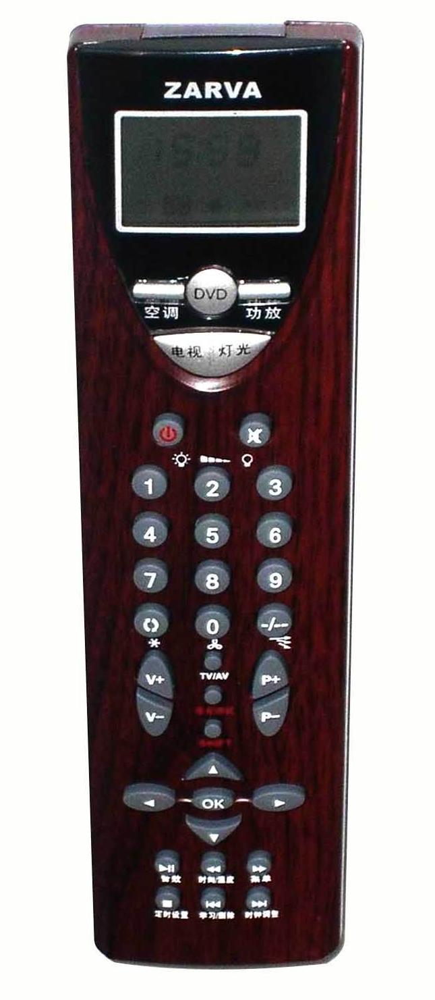 ZARVA
DVD
空调 功放
电视 灯光
1 2 3
4 5 6
7 8 9
0 -/--
TV/AV
V+ P+
V- P-
SHIFT
OK
时间/温度 菜单
定时设置 学习/删除 时钟调整